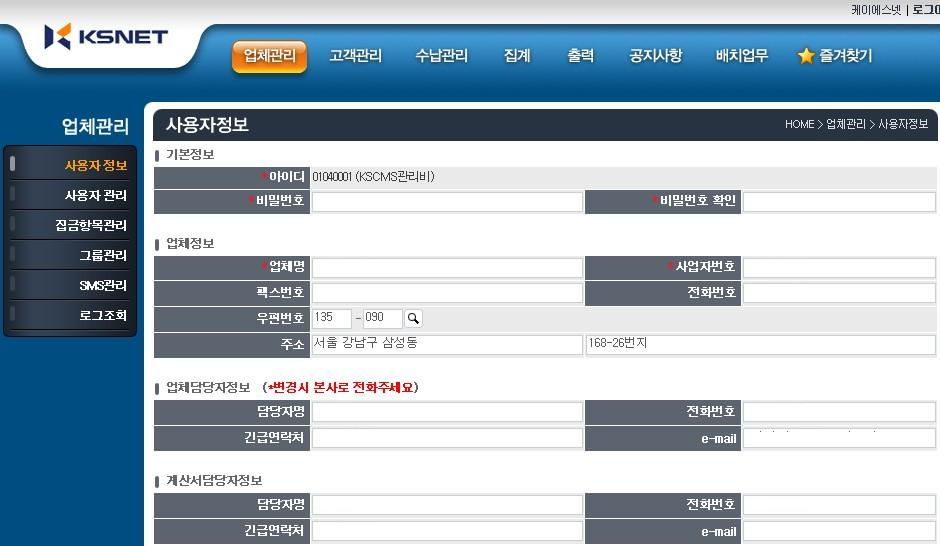 케이에스넷 | 로그아
KSNET
업체관리 고객관리 수납관리 집계 출력 공지사항 배치업무 즐겨찾기
업체관리
사용자 정보
사용자 관리
집금항목관리
그룹관리
SMS관리
로그조회
사용자정보
HOME > 업체관리 > 사용자정보
기본정보
*아이디 01040001 (KSCMS관리비)
*비밀번호 *비밀번호 확인
업체정보
*업체명 *사업자번호
팩스번호 전화번호
우편번호 135 - 090
주소 서울 강남구 삼성동 168-26번지
업체담당자정보 (*변경시 본사로 전화주세요)
담당자명 전화번호
긴급연락처 e-mail
계산서담당자정보
담당자명 전화번호
긴급연락처 e-mail